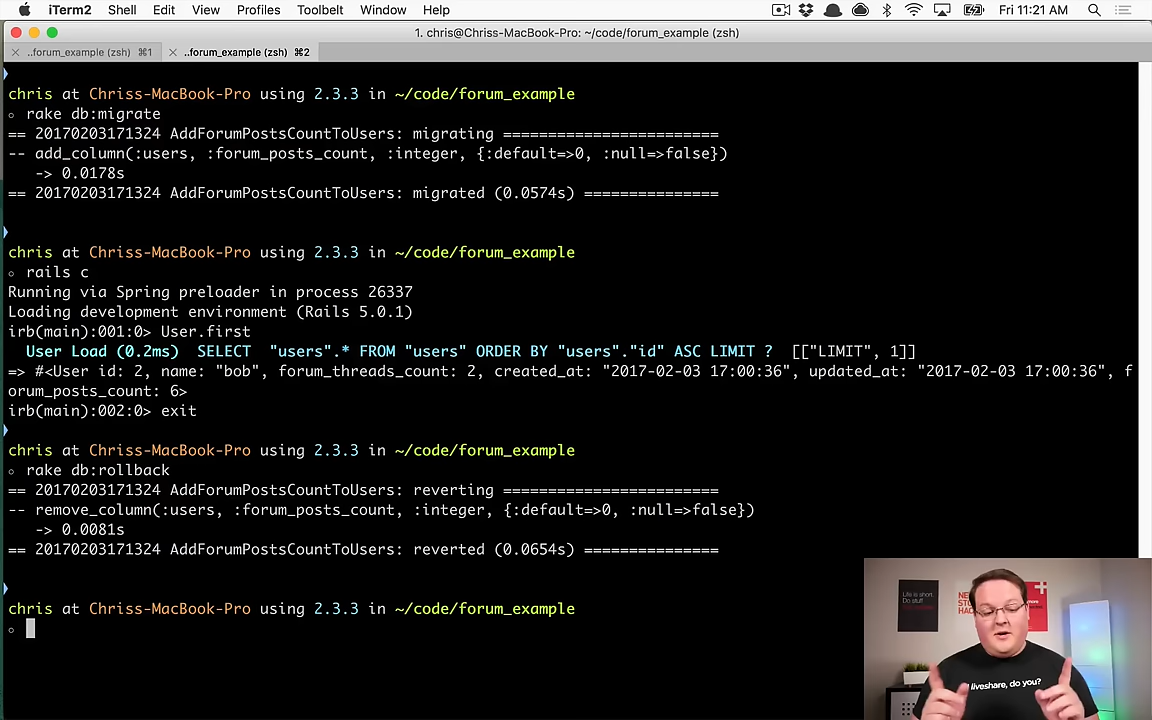 iTerm2 Shell Edit View Profiles Toolbelt Window Help Fri 11:21 AM
1. chris@Chriss-MacBook-Pro: ~/code/forum_example (zsh)
..forum_example (zsh) ⌘1 ..forum_example (zsh) ⌘2
chris at Chriss-MacBook-Pro using 2.3.3 in ~/code/forum_example
rake db:migrate
== 20170203171324 AddForumPostsCountToUsers: migrating ========================
-- add_column(:users, :forum_posts_count, :integer, {:default=>0, :null=>false})
-> 0.0178s
== 20170203171324 AddForumPostsCountToUsers: migrated (0.0574s) ===============
chris at Chriss-MacBook-Pro using 2.3.3 in ~/code/forum_example
rails c
Running via Spring preloader in process 26337
Loading development environment (Rails 5.0.1)
irb(main):001:0> User.first
User Load (0.2ms) SELECT "users".* FROM "users" ORDER BY "users"."id" ASC LIMIT ? [["LIMIT", 1]]
=> #<User id: 2, name: "bob", forum_threads_count: 2, created_at: "2017-02-03 17:00:36", updated_at: "2017-02-03 17:00:36", f
orum_posts_count: 6>
irb(main):002:0> exit
chris at Chriss-MacBook-Pro using 2.3.3 in ~/code/forum_example
rake db:rollback
== 20170203171324 AddForumPostsCountToUsers: reverting ========================
-- remove_column(:users, :forum_posts_count, :integer, {:default=>0, :null=>false})
-> 0.0081s
== 20170203171324 AddForumPostsCountToUsers: reverted (0.0654s) ===============
chris at Chriss-MacBook-Pro using 2.3.3 in ~/code/forum_example
Life is short.
Do stuff
liveshare, do you?